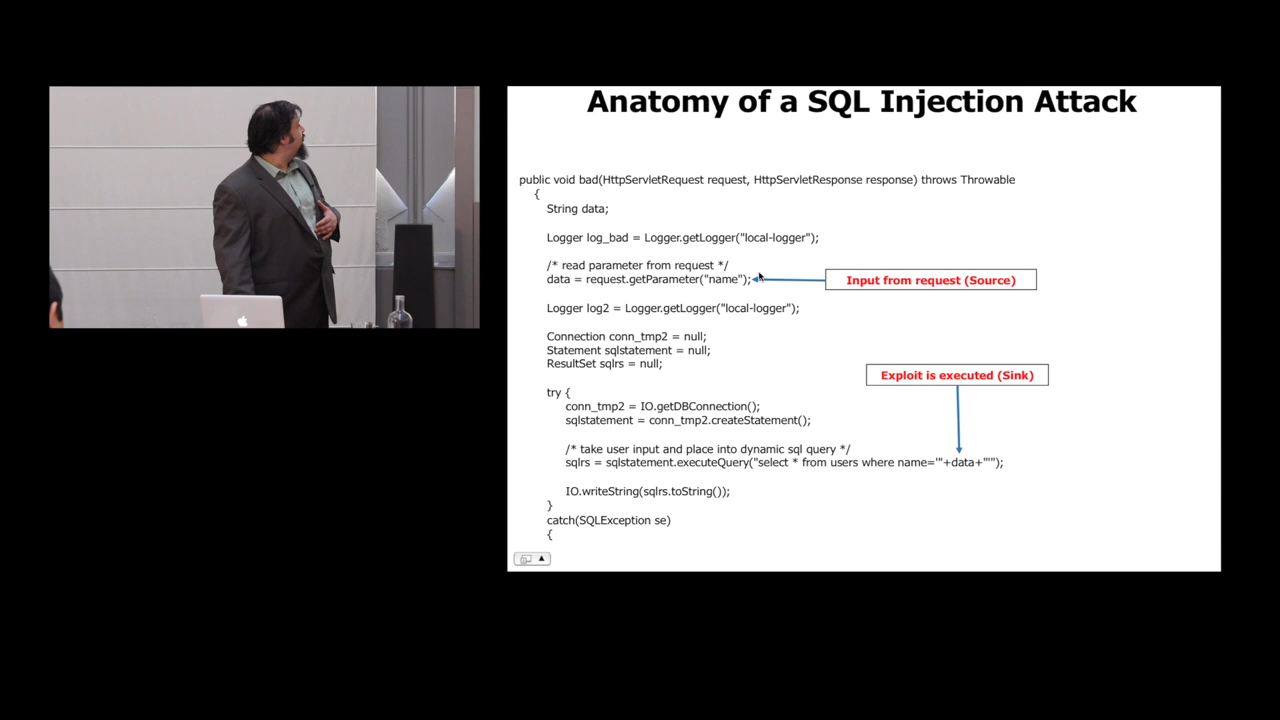 Anatomy of a SQL Injection Attack
public void bad(HttpServletRequest request, HttpServletResponse response) throws Throwable
{
String data;
Logger log_bad = Logger.getLogger("local-logger");
/* read parameter from request */
data = request.getParameter("name");
Input from request (Source)
Logger log2 = Logger.getLogger("local-logger");
Connection conn_tmp2 = null;
Statement sqlstatement = null;
ResultSet sqlrs = null;
Exploit is executed (Sink)
try {
conn_tmp2 = IO.getDBConnection();
sqlstatement = conn_tmp2.createStatement();
/* take user input and place into dynamic sql query */
sqlrs = sqlstatement.executeQuery("select * from users where name='"+data+"'");
IO.writeString(sqlrs.toString());
}
catch(SQLException se)
{